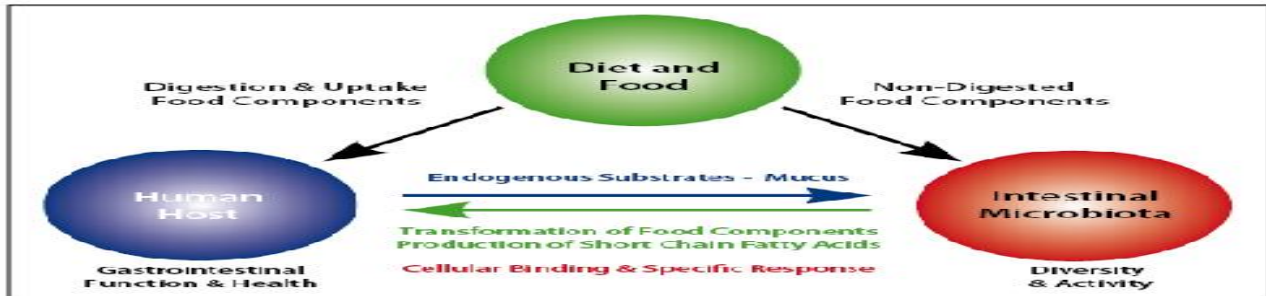 Diet and
Food
Digestion & Uptake
Food Components
Non-Digested
Food Components
Human
Host
Endogenous Substrates - Mucus
Intestinal
Microbiota
Transformation of Food Components
Production of Short Chain Fatty Acids
Cellular Binding & Specific Response
Gastrointestinal
Function & Health
Diversity
& Activity